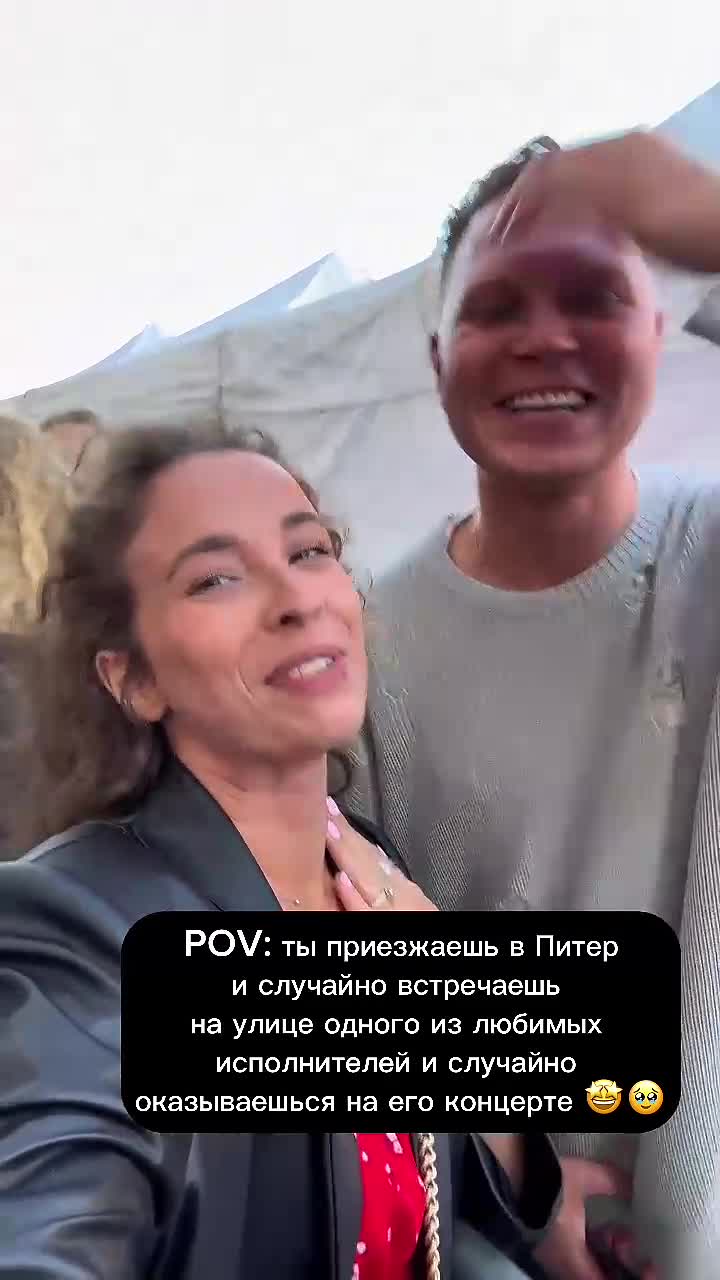 POV: ты приезжаешь в Питер
и случайно встречаешь
на улице одного из любимых
исполнителей и случайно
оказываешься на его концерте 🤩🥹